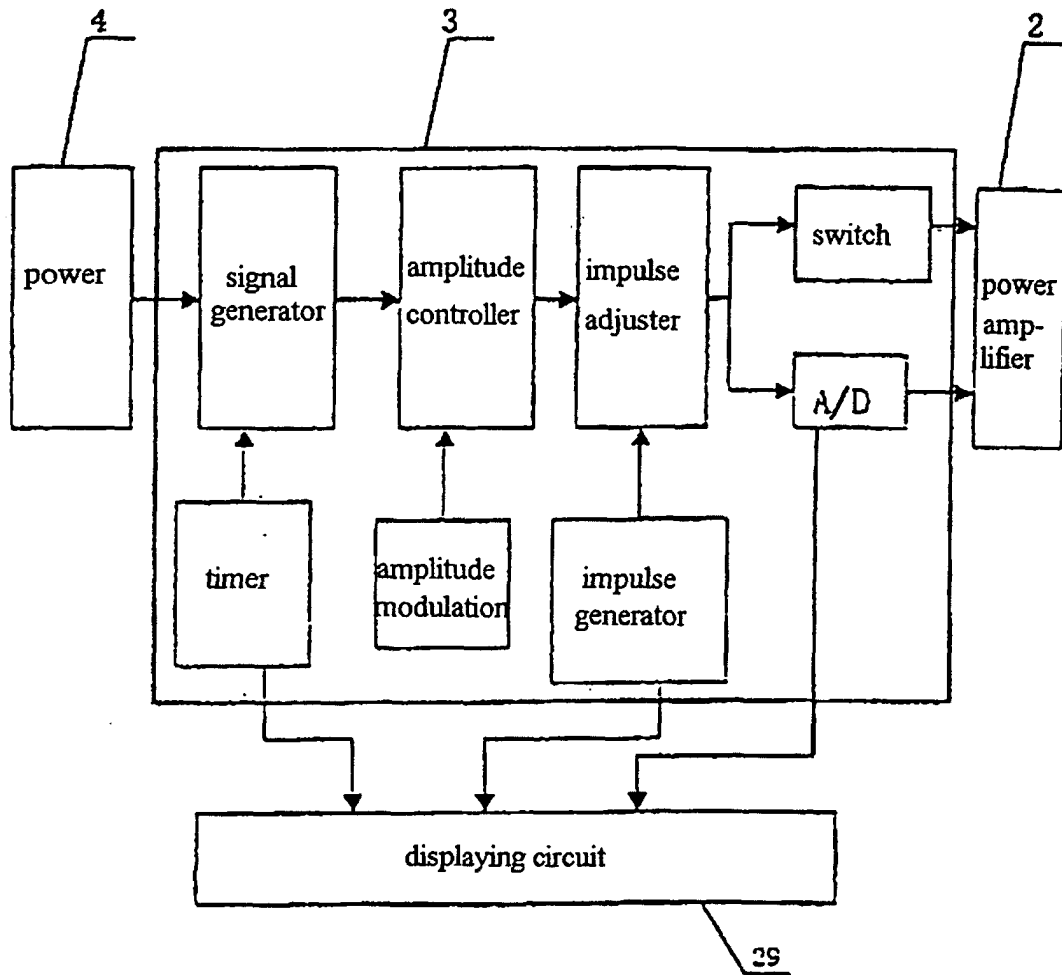 4
3
2
power
signal
generator
amplitude
controller
impulse
adjuster
switch
A/D
power
amp-
lifier
timer
amplitude
modulation
impulse
generator
displaying circuit
29